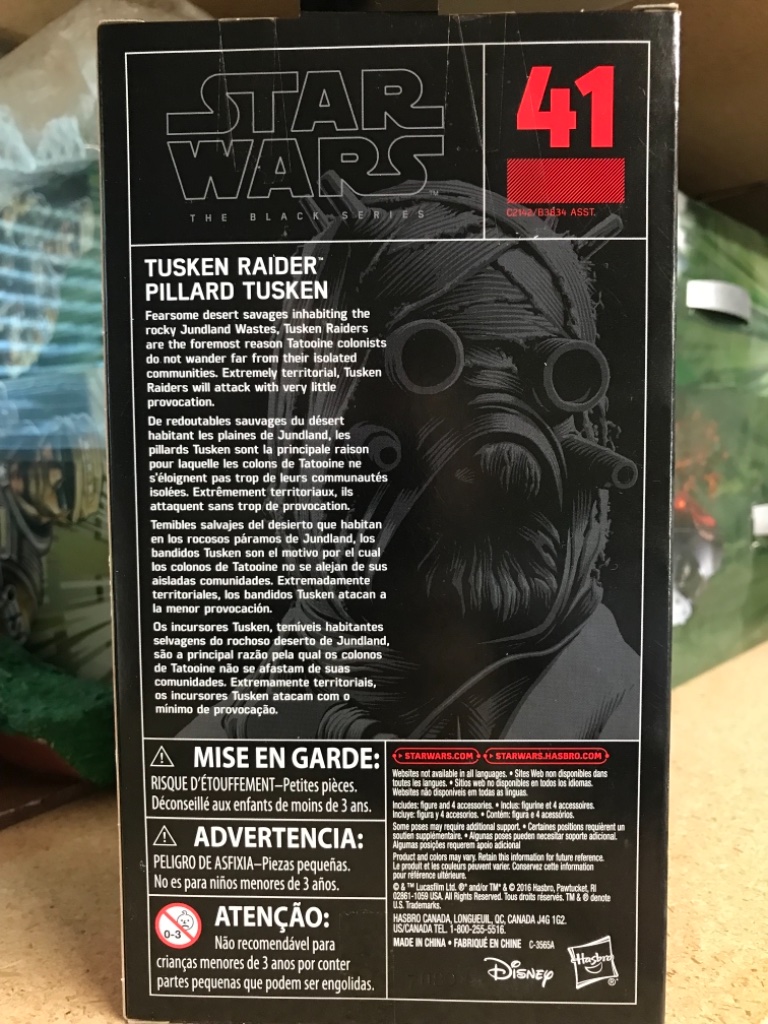 STAR
WARS™
THE BLACK SERIES
41
C2142/B3834 ASST.
TUSKEN RAIDER™
PILLARD TUSKEN
Fearsome desert savages inhabiting the
rocky Jundland Wastes, Tusken Raiders
are the foremost reason Tatooine colonists
do not wander far from their isolated
communities. Extremely territorial, Tusken
Raiders will attack with very little
provocation.
De redoutables sauvages du désert
habitant les plaines de Jundland, les
pillards Tusken sont la principale raison
pour laquelle les colons de Tatooine ne
s'éloignent pas trop de leurs communautés
isolées. Extrêmement territoriaux, ils
attaquent sans trop de provocation.
Temibles salvajes del desierto que habitan
en los rocosos páramos de Jundland, los
bandidos Tusken son el motivo por el cual
los colonos de Tatooine no se alejan de sus
aisladas comunidades. Extremadamente
territoriales, los bandidos Tusken atacan a
la menor provocación.
Os incursores Tusken, temíveis habitantes
selvagens do rochoso deserto de Jundland,
são a principal razão pela qual os colonos
de Tatooine não se afastam de suas
comunidades. Extremamente territoriais,
os incursores Tusken atacam com o
mínimo de provocação.
MISE EN GARDE:
RISQUE D'ÉTOUFFEMENT–Petites pièces.
Déconseillé aux enfants de moins de 3 ans.
ADVERTENCIA:
PELIGRO DE ASFIXIA–Piezas pequeñas.
No es para niños menores de 3 años.
0-3
ATENÇÃO:
Não recomendável para
crianças menores de 3 anos por conter
partes pequenas que podem ser engolidas.
STARWARS.COM • STARWARS.HASBRO.COM
Websites not available in all languages. • Sites Web non disponibles dans
toutes les langues. • Sitios web no disponibles en todos los idiomas.
Websites não disponíveis em todas as línguas.
Includes: figure and 4 accessories. • Inclus: figurine et 4 accessoires.
Incluye: figura y 4 accesorios. • Contém: figura e 4 acessórios.
Some poses may require additional support. • Certaines positions requièrent un
soutien supplémentaire. • Algunas poses pueden necesitar soporte adicional.
Algumas posições requerem apoio adicional
Product and colors may vary. Retain this information for future reference.
Le produit et les couleurs peuvent varier. Conservez cette information
pour référence ultérieure.
© & ™ Lucasfilm Ltd. ®* and/or TM* & © 2016 Hasbro, Pawtucket, RI
02861-1059 USA. All Rights Reserved. Tous droits réservés. TM & ® denote
U.S. Trademarks.
HASBRO CANADA, LONGUEUIL, QC, CANADA J4G 1G2.
US/CANADA TEL. 1-800-255-5516.
MADE IN CHINA • FABRIQUÉ EN CHINE C-3565A
Disney
Hasbro®